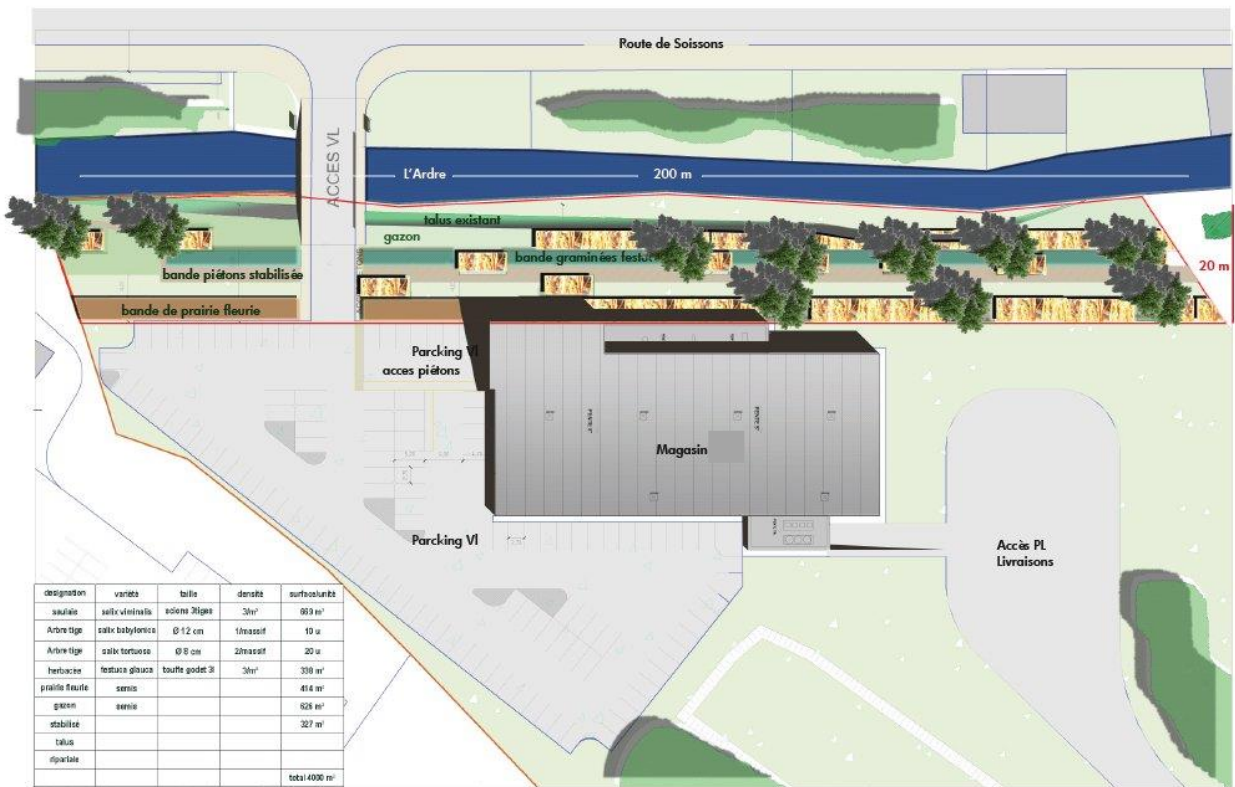 Route de Soissons
ACCES VL
L'Ardre
200 m
talus existant
gazon
bande graminées festuc
20 m
bande piétons stabilisée
bande de prairie fleurie
Parcking Vl
acces piétons
Magasin
Parcking Vl
Accès PL
Livraisons
designation variété taille densité surface/unité
saulaie salix viminalis scions 3tiges 3/m² 669 m²
Arbre tige salix babylonica Ø 12 cm 1/massif 10 u
Arbre tige salix tortuosa Ø 8 cm 2/massif 20 u
herbacée festuca glauca touffe godet 3l 3/m² 338 m²
prairie fleurie semis 414 m²
gazon semis 626 m²
stabilisé 327 m²
talus
ripariale
total 4000 m²